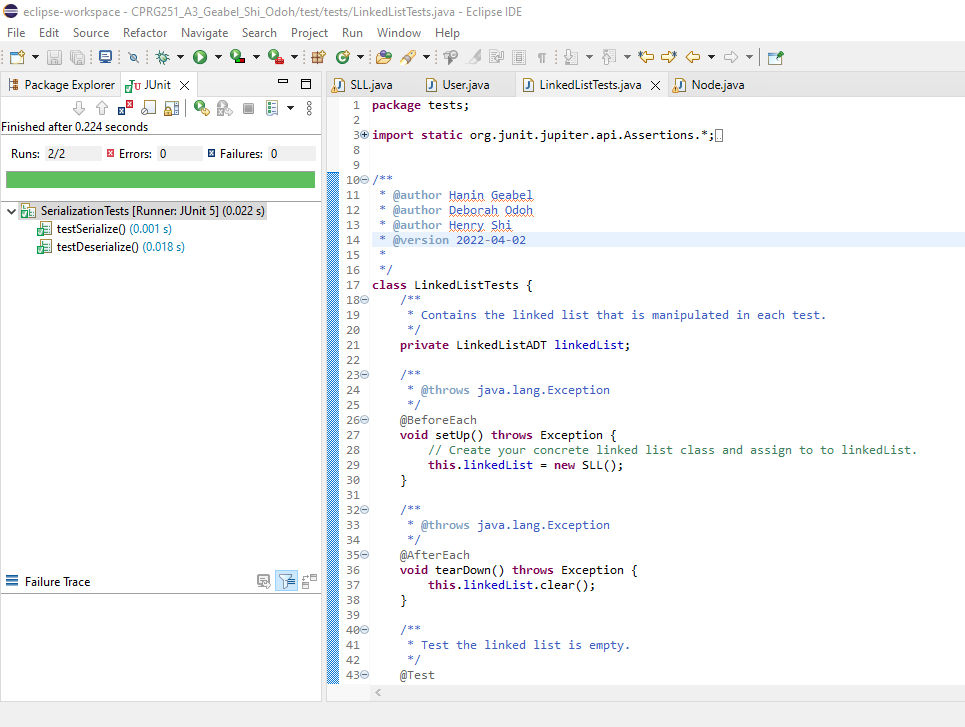 eclipse-workspace - CPRG251_A3_Geabel_Shi_Odoh/test/tests/LinkedListTests.java - Eclipse IDE
File Edit Source Refactor Navigate Search Project Run Window Help
Package Explorer JUnit
Finished after 0.224 seconds
Runs: 2/2 Errors: 0 Failures: 0
SerializationTests [Runner: JUnit 5] (0.022 s)
testSerialize() (0.001 s)
testDeserialize() (0.018 s)
Failure Trace
SLL.java User.java LinkedListTests.java Node.java
1 package tests;
2
3 import static org.junit.jupiter.api.Assertions.*;
8
9
10 /**
11 * @author Hanin Geabel
12 * @author Deborah Odoh
13 * @author Henry Shi
14 * @version 2022-04-02
15 *
16 */
17 class LinkedListTests {
18 /**
19 * Contains the linked list that is manipulated in each test.
20 */
21 private LinkedListADT linkedList;
22
23 /**
24 * @throws java.lang.Exception
25 */
26 @BeforeEach
27 void setUp() throws Exception {
28 // Create your concrete linked list class and assign to to linkedList.
29 this.linkedList = new SLL();
30 }
31
32 /**
33 * @throws java.lang.Exception
34 */
35 @AfterEach
36 void tearDown() throws Exception {
37 this.linkedList.clear();
38 }
39
40 /**
41 * Test the linked list is empty.
42 */
43 @Test